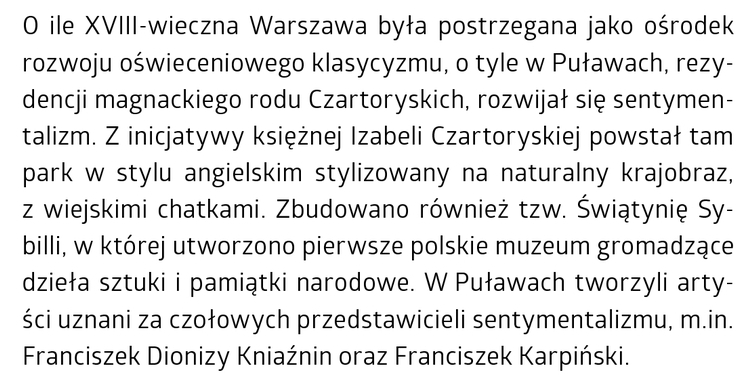 O ile XVIII-wieczna Warszawa była postrzegana jako ośrodek
rozwoju oświeceniowego klasycyzmu, o tyle w Puławach, rezy-
dencji magnackiego rodu Czartoryskich, rozwijał się sentymen-
talizm. Z inicjatywy księżnej Izabeli Czartoryskiej powstał tam
park w stylu angielskim stylizowany na naturalny krajobraz,
z wiejskimi chatkami. Zbudowano również tzw. Świątynię Sy-
billi, w której utworzono pierwsze polskie muzeum gromadzące
dzieła sztuki i pamiątki narodowe. W Puławach tworzyli arty-
ści uznani za czołowych przedstawicieli sentymentalizmu, m.in.
Franciszek Dionizy Kniaźnin oraz Franciszek Karpiński.